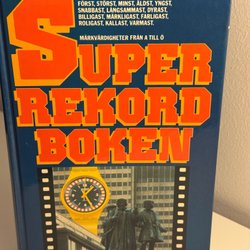 FÖRST, STÖRST, MINST, ÄLDST, YNGST,
SNABBAST, LÅNGSAMMAST, DYRAST,
BILLIGAST, MÄRKLIGAST, FARLIGAST,
ROLIGAST, KALLAST, VARMAST,
MÄRKVÄRDIGHETER FRÅN A TILL Ö
SUPER
REKORD
BOKEN